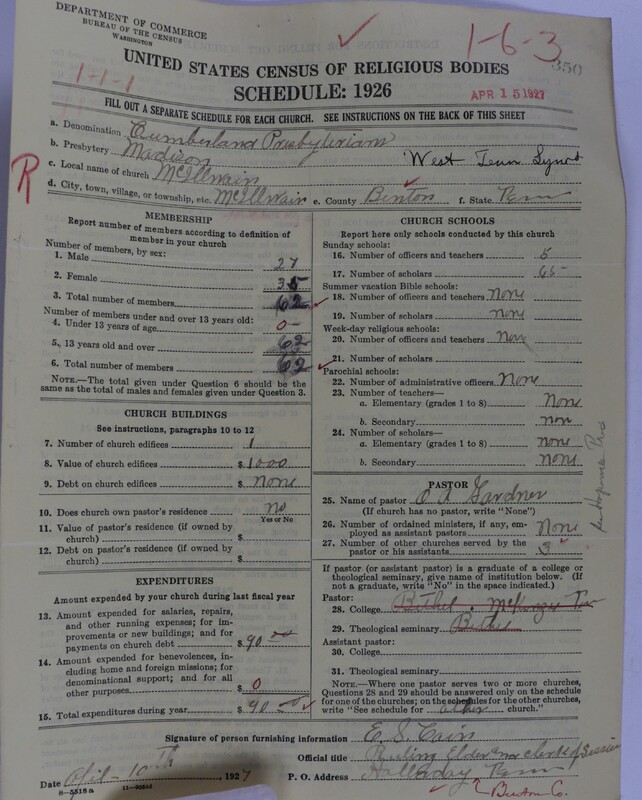 DEPARTMENT OF COMMERCE
BUREAU OF THE CENSUS
WASHINGTON
1-6-3
350
UNITED STATES CENSUS OF RELIGIOUS BODIES
1-1-1
SCHEDULE: 1926
APR 15 1927
FILL OUT A SEPARATE SCHEDULE FOR EACH CHURCH. SEE INSTRUCTIONS ON THE BACK OF THIS SHEET
R
a. Denomination Cumberland Presbyterian
b. Presbytery Madison West Tenn Synod
c. Local name of church McIllwain
d. City, town, village, or township, etc. McIllwain e. County Benton f. State Tenn
MEMBERSHIP
Report number of members according to definition of member in your church
Number of members, by sex:
1. Male 27
2. Female 35
3. Total number of members 62
Number of members under and over 13 years old:
4. Under 13 years of age 0
5. 13 years old and over 62
6. Total number of members 62
NOTE.—The total given under Question 6 should be the
same as the total of males and females given under Question 3.
CHURCH BUILDINGS
See instructions, paragraphs 10 to 12
7. Number of church edifices 1
8. Value of church edifices $ 1000
9. Debt on church edifices $ none
10. Does church own pastor's residence no
Yes or No
11. Value of pastor's residence (if owned by
church) $
12. Debt on pastor's residence (if owned by
church) $
EXPENDITURES
Amount expended by your church during last fiscal year
13. Amount expended for salaries, repairs,
and other running expenses; for im-
provements or new buildings; and for
payments on church debt $ 90 00
14. Amount expended for benevolences, in-
cluding home and foreign missions; for
denominational support; and for all
other purposes $ 0
15. Total expenditures during year $ 90 00
CHURCH SCHOOLS
Report here only schools conducted by this church
Sunday schools:
16. Number of officers and teachers 5
17. Number of scholars 65
Summer vacation Bible schools:
18. Number of officers and teachers none
19. Number of scholars none
Week-day religious schools:
20. Number of officers and teachers non
21. Number of scholars
Parochial schools:
22. Number of administrative officers none
23. Number of teachers—
a. Elementary (grades 1 to 8) none
b. Secondary non
24. Number of scholars—
a. Elementary (grades 1 to 8) none
b. Secondary none
PASTOR
25. Name of pastor O A Gardner
(If church has no pastor, write "None")
26. Number of ordained ministers, if any, em-
ployed as assistant pastors None
27. Number of other churches served by the
pastor or his assistants 3
If pastor (or assistant pastor) is a graduate of a college or
theological seminary, give name of institution below. (If
not a graduate, write "No" in the space indicated.)
Pastor:
28. College Bethel McKenzie Ten
29. Theological seminary Bethel
Assistant pastor:
30. College
31. Theological seminary
NOTE.—Where one pastor serves two or more churches,
Questions 28 and 29 should be answered only on the schedule
for one of the churches; on the schedules for the other churches,
write "See schedule for other church."
Signature of person furnishing information E. S. Cain
Official title Ruling Elder and clerk of Session
Date April 10th, 1927 P. O. Address Holladay Tenn
8-5516a 11-9084d
? Benton Co.